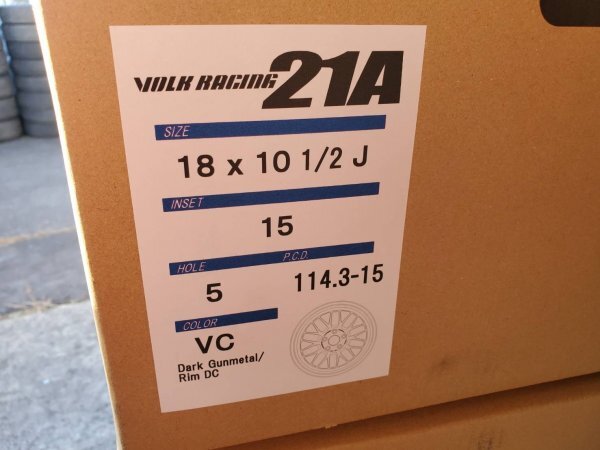 VOLK RACING 21A
SIZE
18 x 10 1/2 J
INSET
15
HOLE P.C.D.
5 114.3-15
COLOR
VC
Dark Gunmetal/
Rim DC